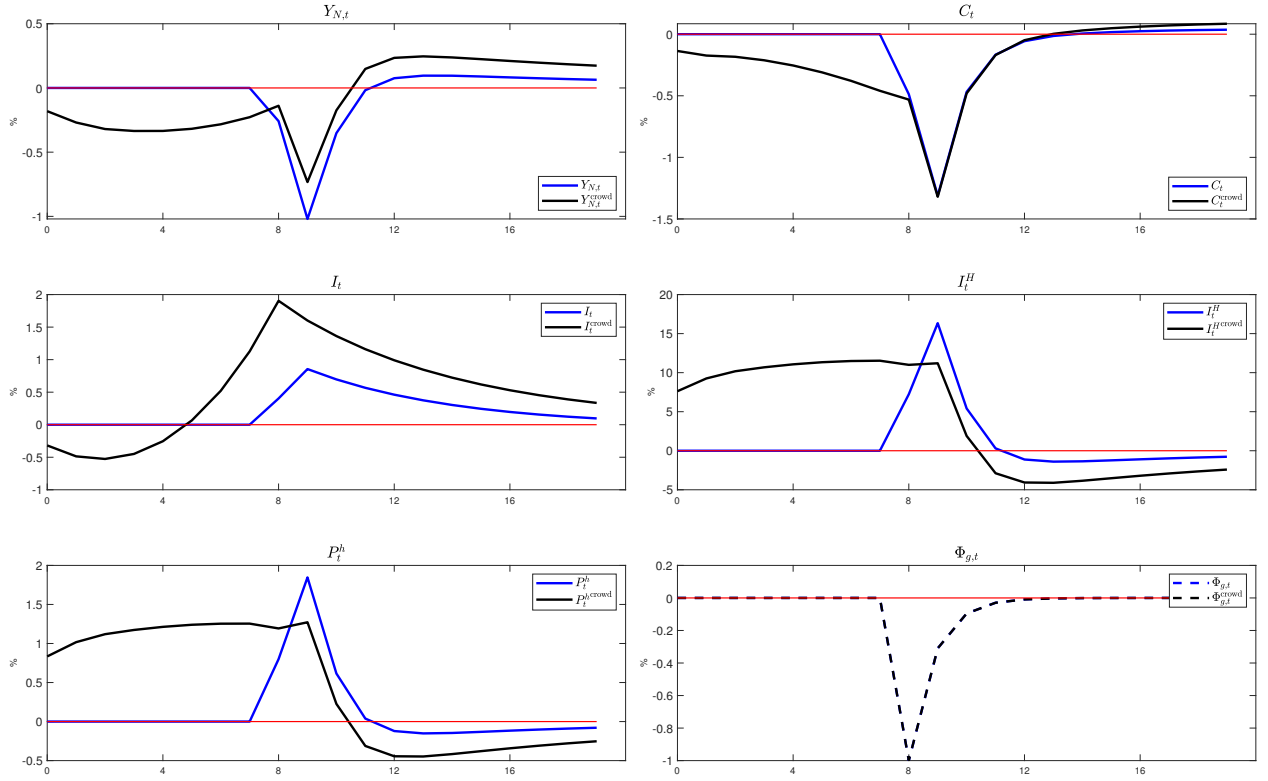 Y_{N,t}
0.5
0
-0.5
-1
%
0 4 8 12 16
Y_{N,t}
Y_{N,t}^{crowd}
C_t
0
-0.5
-1
-1.5
%
0 4 8 12 16
C_t
C_t^{crowd}
I_t
2
1.5
1
0.5
0
-0.5
-1
%
0 4 8 12 16
I_t
I_t^{crowd}
I_t^H
20
15
10
5
0
-5
%
0 4 8 12 16
I_t^H
I_t^{H crowd}
P_t^h
2
1.5
1
0.5
0
-0.5
%
0 4 8 12 16
P_t^h
P_t^{h crowd}
Φ_{g,t}
0.2
0
-0.2
-0.4
-0.6
-0.8
-1
%
0 4 8 12 16
Φ_{g,t}
Φ_{g,t}^{crowd}